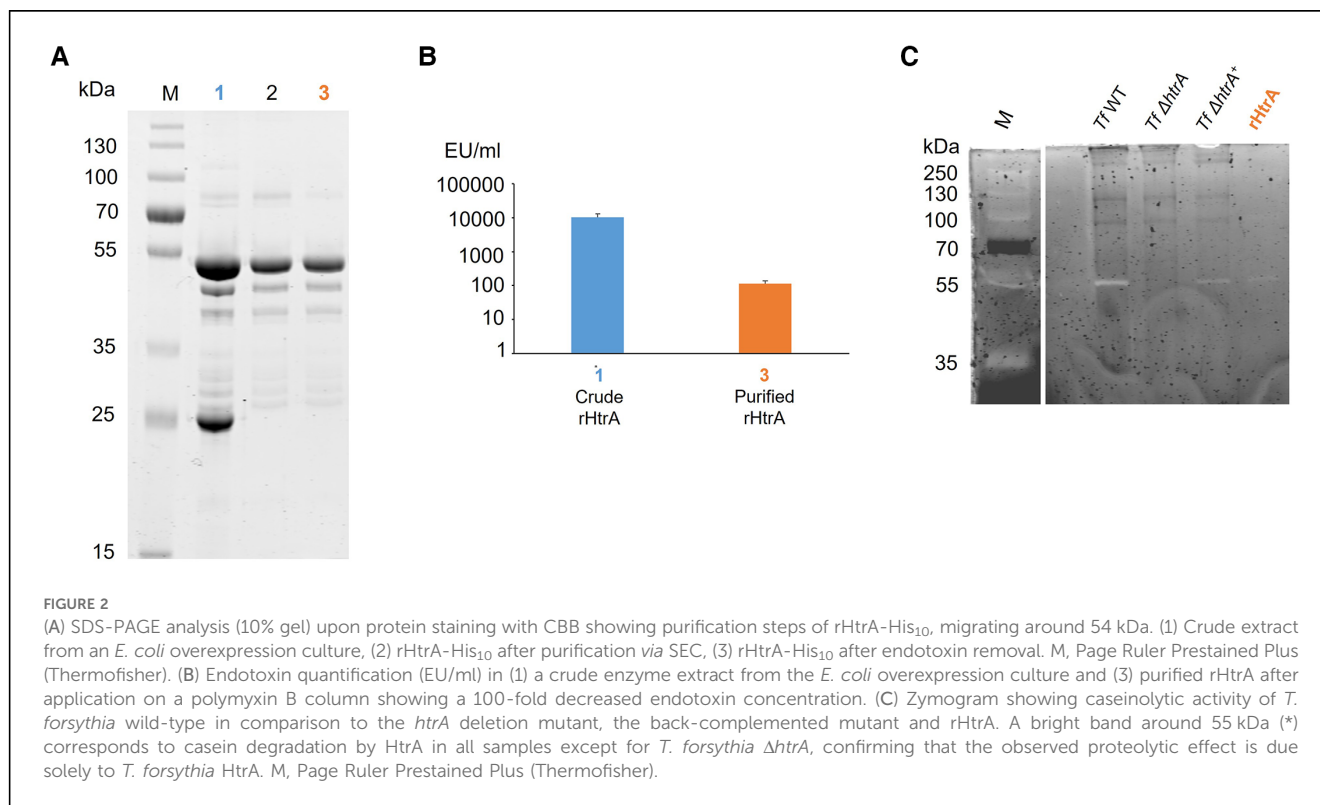 A
kDa M 1 2 3
130
100
70
55
35
25
15
B
EU/ml
100000
10000
1000
100
10
1
1 3
Crude Purified
rHtrA rHtrA
C
M Tf WT Tf ΔhtrA Tf ΔhtrA⁺ rHtrA
kDa
250
130
100
70
55
35
FIGURE 2
(A) SDS-PAGE analysis (10% gel) upon protein staining with CBB showing purification steps of rHtrA-His₁₀, migrating around 54 kDa. (1) Crude extract
from an E. coli overexpression culture, (2) rHtrA-His₁₀ after purification via SEC, (3) rHtrA-His₁₀ after endotoxin removal. M, Page Ruler Prestained Plus
(Thermofisher). (B) Endotoxin quantification (EU/ml) in (1) a crude enzyme extract from the E. coli overexpression culture and (3) purified rHtrA after
application on a polymyxin B column showing a 100-fold decreased endotoxin concentration. (C) Zymogram showing caseinolytic activity of T.
forsythia wild-type in comparison to the htrA deletion mutant, the back-complemented mutant and rHtrA. A bright band around 55 kDa (*)
corresponds to casein degradation by HtrA in all samples except for T. forsythia ΔhtrA, confirming that the observed proteolytic effect is due
solely to T. forsythia HtrA. M, Page Ruler Prestained Plus (Thermofisher).